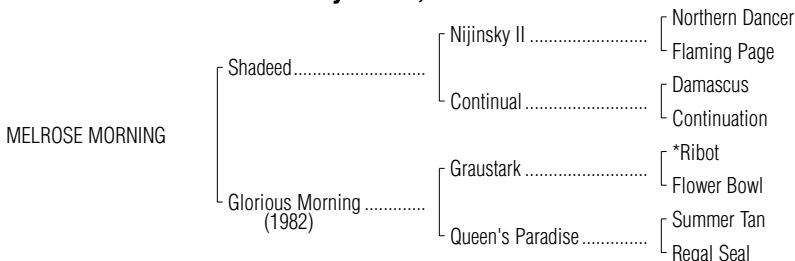 Northern Dancer
Nijinsky II ..............................
Flaming Page
Shadeed............................
Damascus
Continual ...............................
Continuation
MELROSE MORNING
*Ribot
Graustark ...............................
Flower Bowl
Glorious Morning .............
(1982)
Summer Tan
Queen's Paradise................
Regal Seal